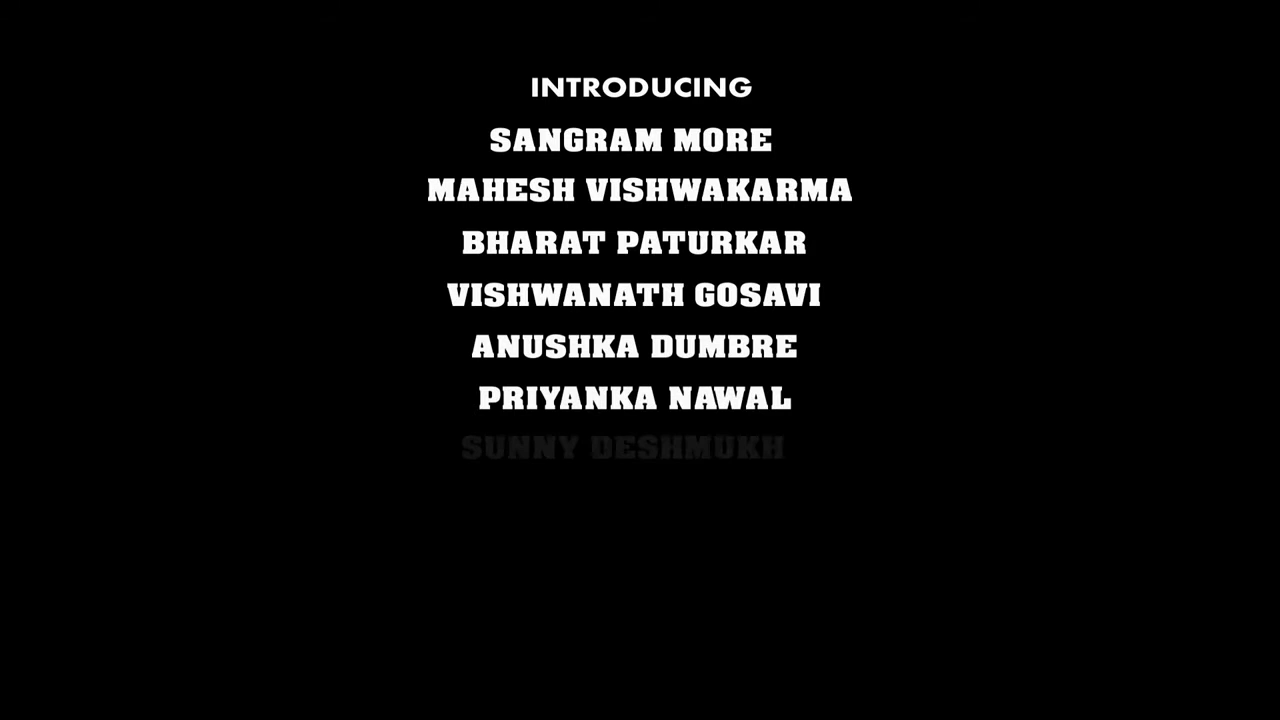 INTRODUCING
SANGRAM MORE
MAHESH VISHWAKARMA
BHARAT PATURKAR
VISHWANATH GOSAVI
ANUSHKA DUMBRE
PRIYANKA NAWAL
SUNNY DESHMUKH